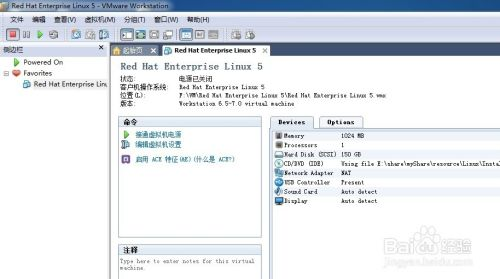 Red Hat Enterprise Linux 5 - VMware Workstation
文件 编辑 查看(V) 虚拟机(M) 分组(T) 窗口(W) 帮助(H)
侧边栏
Powered On
Favorites
Red Hat Enterprise Linux 5
起始页 Red Hat Enterprise Linux 5
Red Hat Enterprise Linux 5
状态: 电源已关闭
客户机操作系统: Red Hat Enterprise Linux 5
位置(L): F:\VM\Red Hat Enterprise Linux 5\Red Hat Enterprise Linux 5.vmx
版本: Workstation 6.5-7.0 virtual machine
命令
接通虚拟机电源
编辑虚拟机设置
启用 ACE 特征(AE)(什么是 ACE?)
Devices Options
Memory 1024 MB
Processors 1
Hard Disk (SCSI) 150 GB
CD/DVD (IDE) Using file E:\share\myShare\resource\Linux\Instal
Network Adapter NAT
USB Controller Present
Sound Card Auto detect
Display Auto detect
注释
Type here to enter notes for this virtual
machine.
Baidu 经验
jingyan.baidu.com